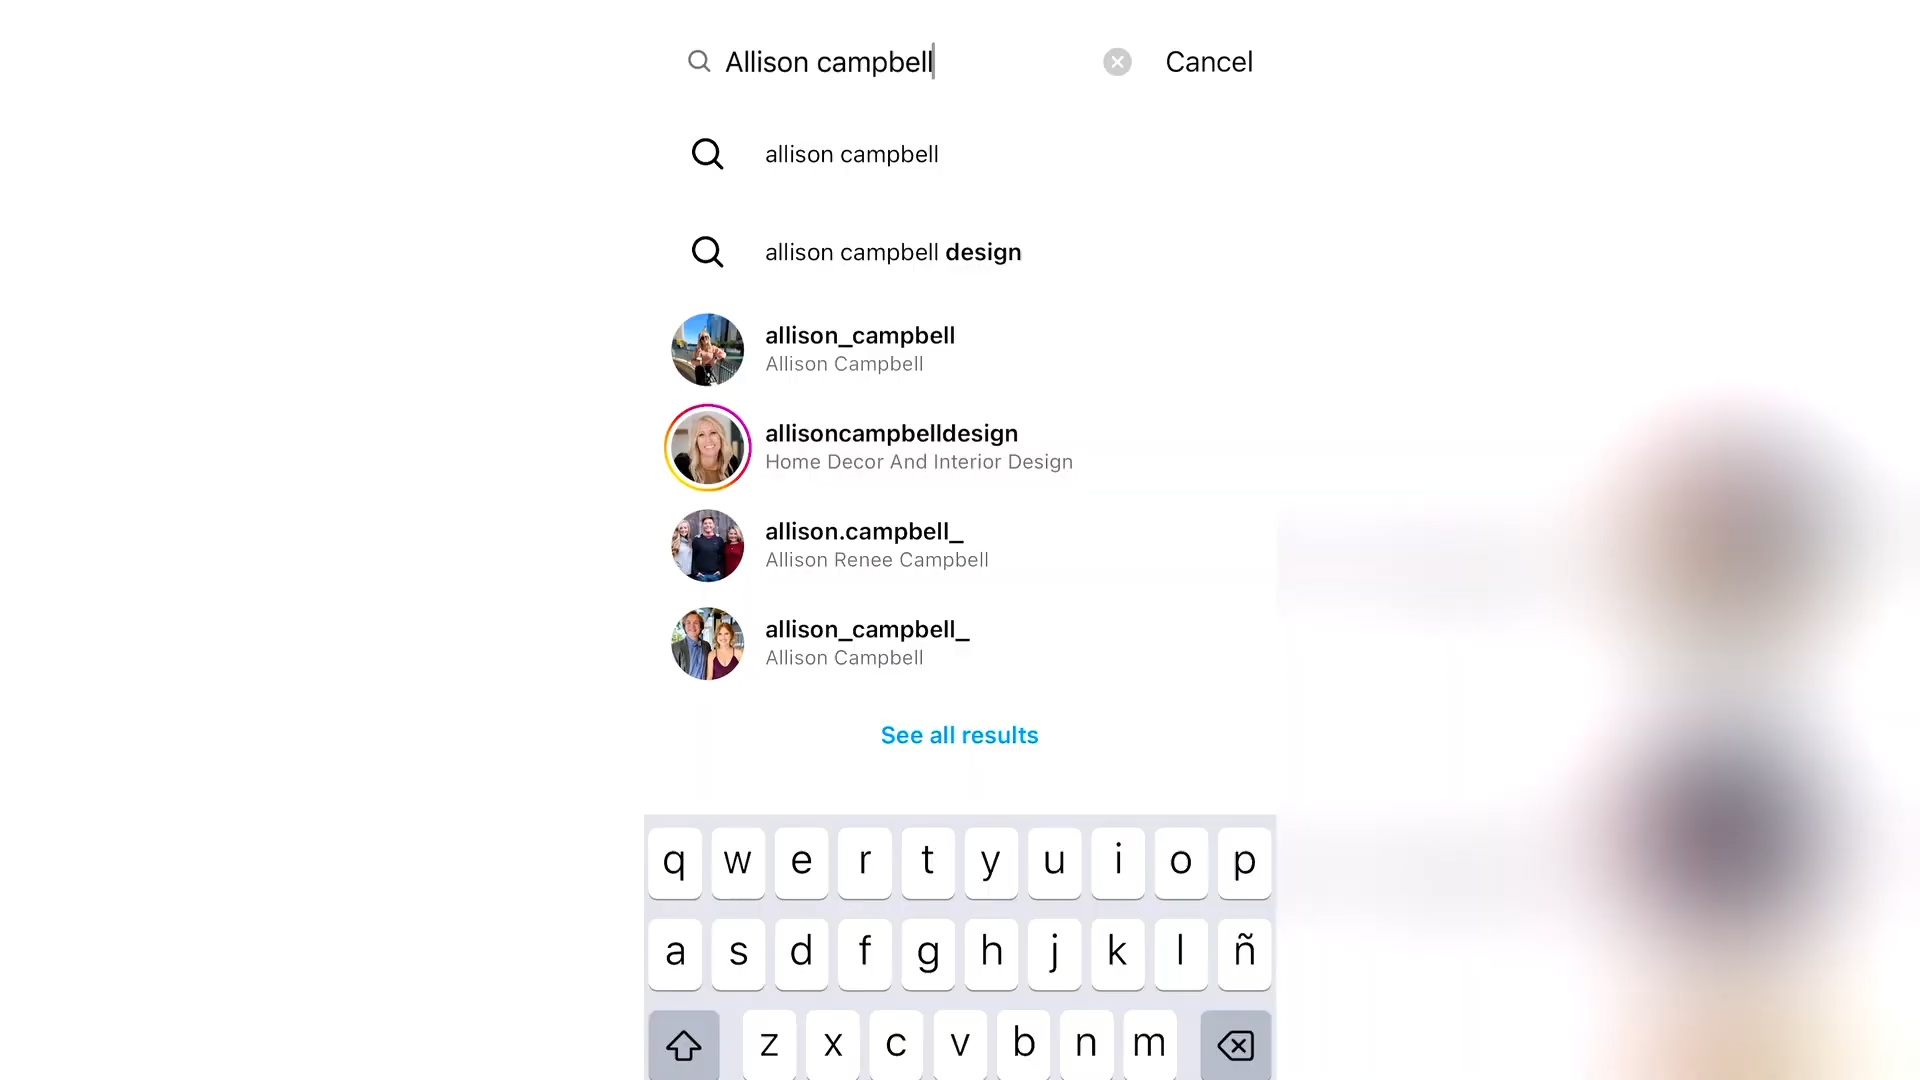 Allison campbell
Cancel
allison campbell
allison campbell design
allison_campbell
Allison Campbell
allisoncampbelldesign
Home Decor And Interior Design
allison.campbell_
Allison Renee Campbell
allison_campbell_
Allison Campbell
See all results
q w e r t y u i o p
a s d f g h j k l ñ
z x c v b n m